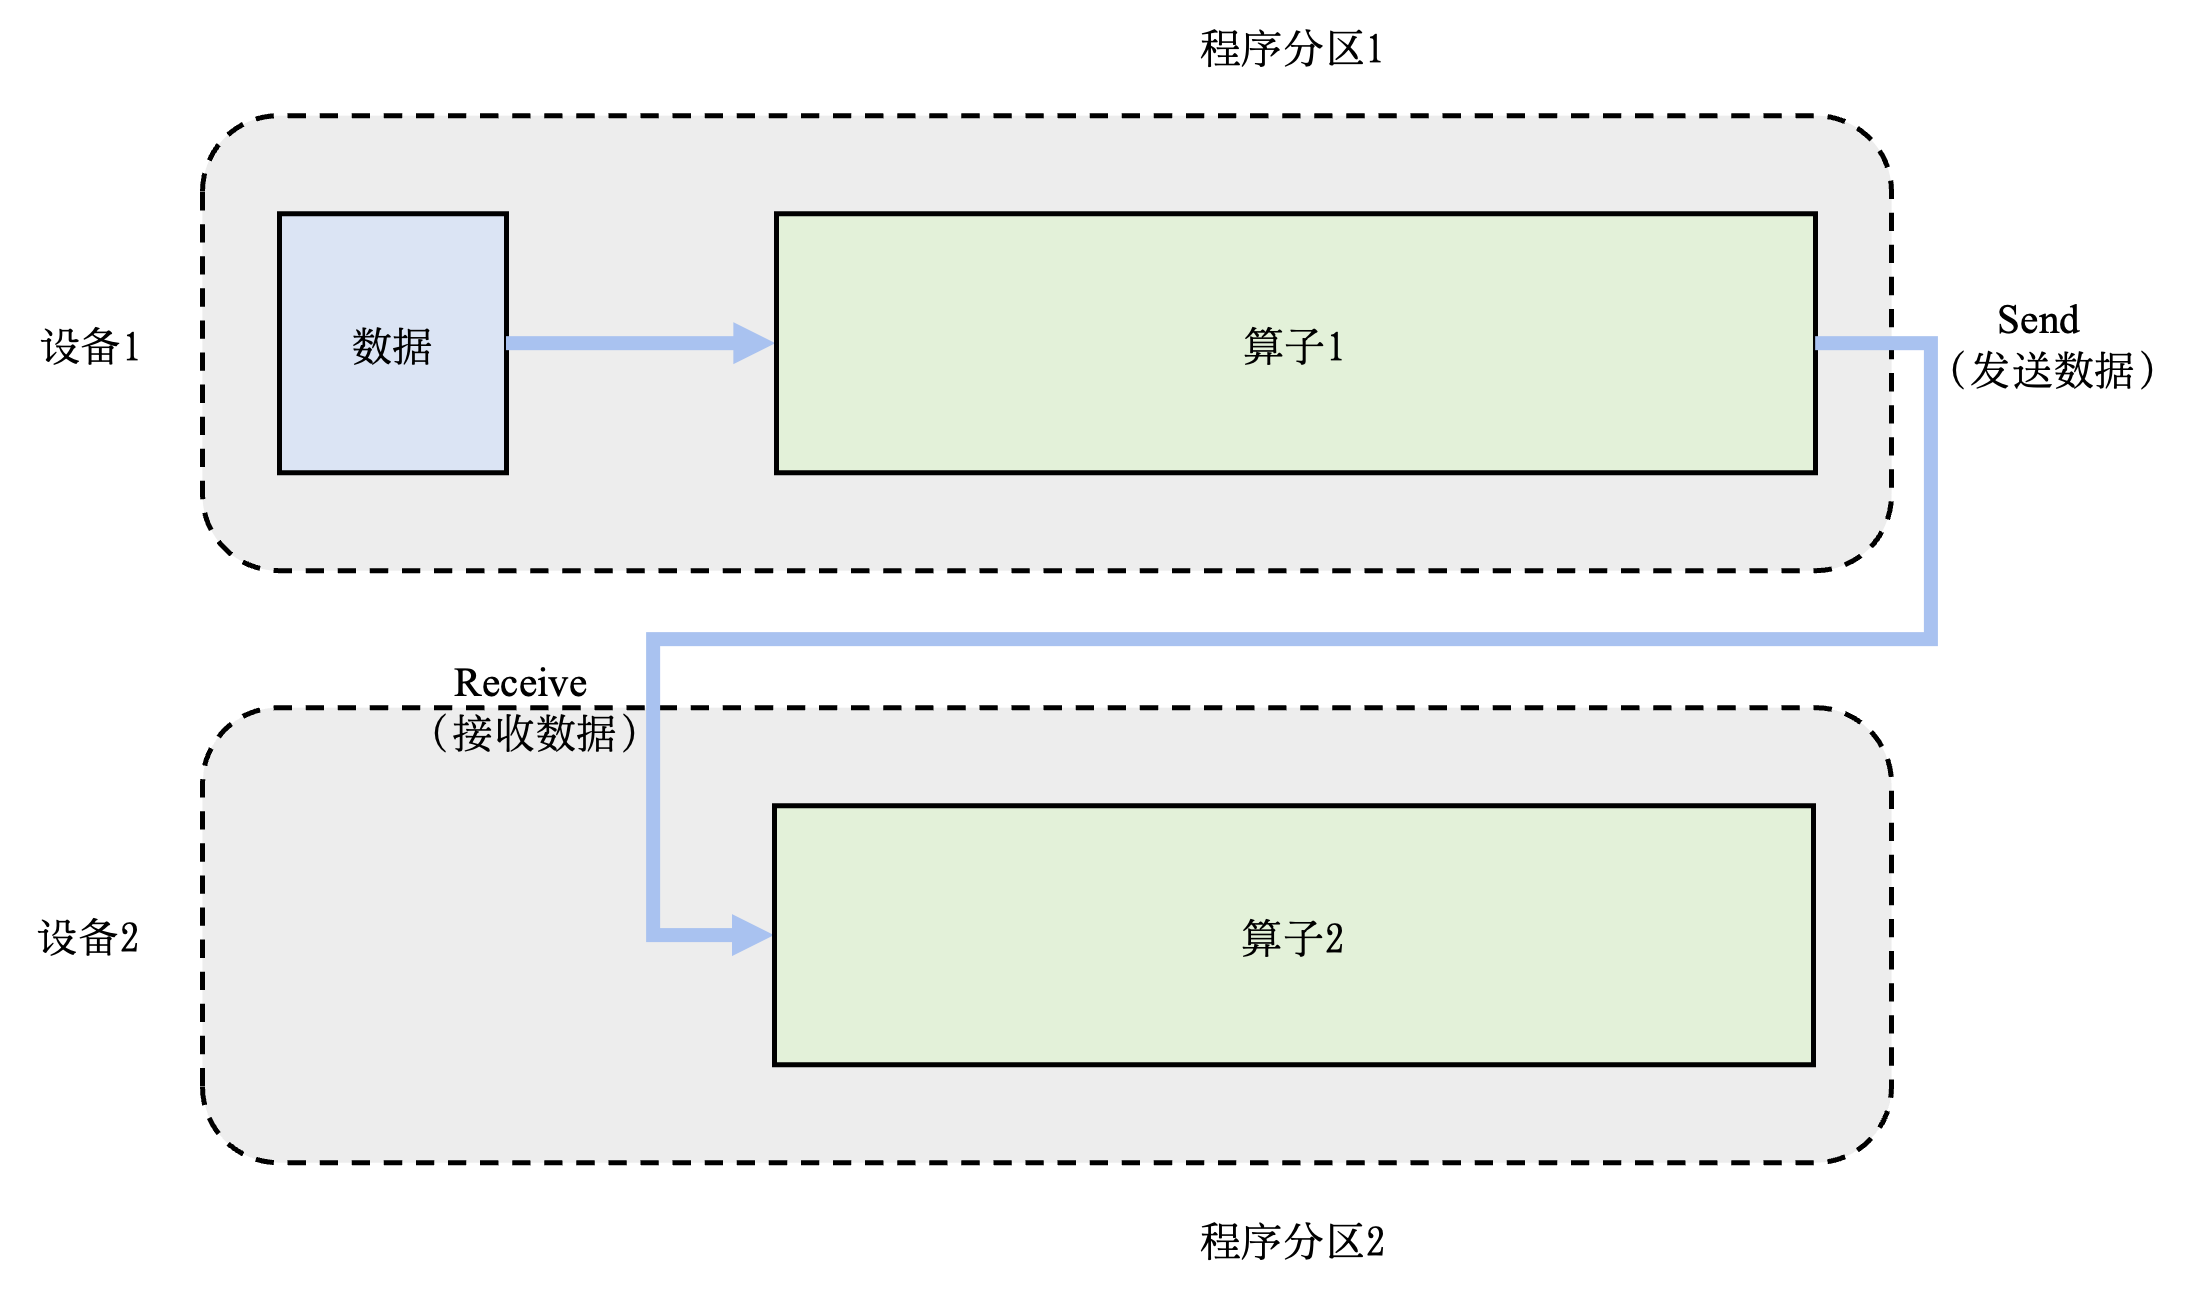 程序分区1
设备1
数据
算子1
Send
（发送数据）
Receive
（接收数据）
设备2
算子2
程序分区2